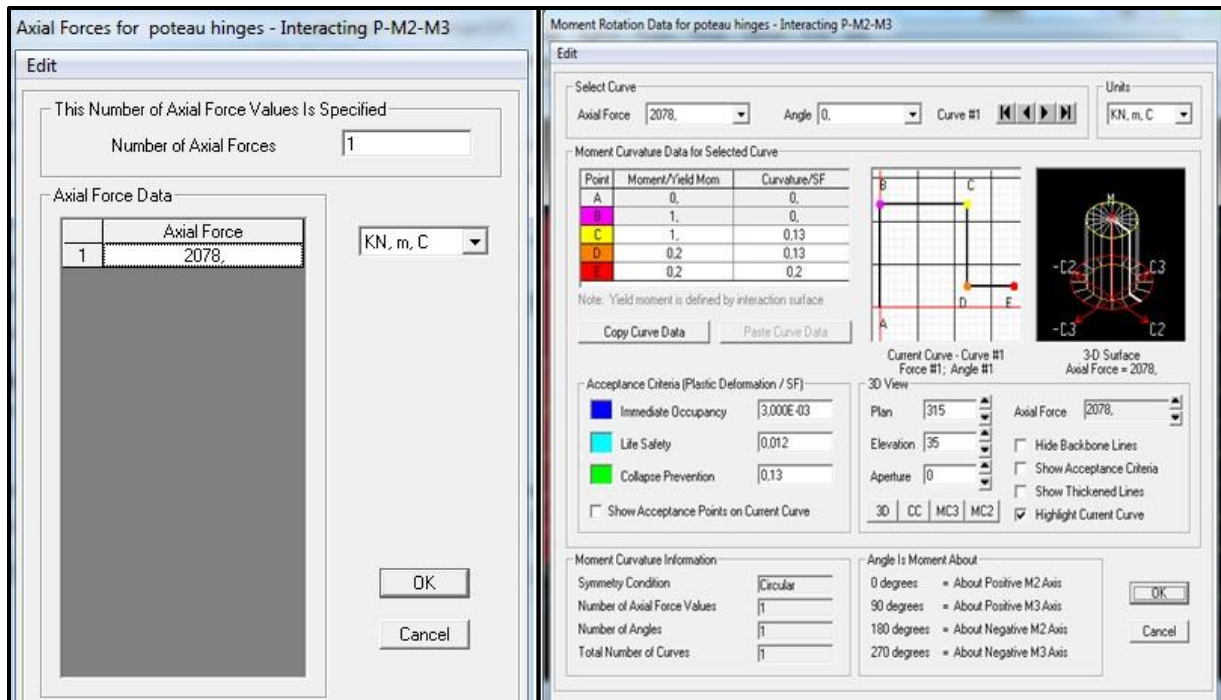 Axial Forces for poteau hinges - Interacting P-M2-M3
Edit
This Number of Axial Force Values Is Specified
Number of Axial Forces 1
Axial Force Data
Axial Force
1 2078,
KN, m, C
OK
Cancel
Moment Rotation Data for poteau hinges - Interacting P-M2-M3
Edit
Select Curve
Axial Force 2078, Angle 0, Curve #1
Units
KN, m, C
Moment Curvature Data for Selected Curve
Point Moment/Yield Mom Curvature/SF
A 0, 0,
B 1, 0,
C 1, 0,13
D 0,2 0,13
E 0,2 0,2
Note: Yield moment is defined by interaction surface
Copy Curve Data Paste Curve Data
B C
D E
A
Current Curve - Curve #1
Force #1; Angle #1
M
-C2 C3
-C3 C2
3-D Surface
Axial Force = 2078,
Acceptance Criteria (Plastic Deformation / SF)
Immediate Occupancy 3,000E-03
Life Safety 0,012
Collapse Prevention 0,13
Show Acceptance Points on Current Curve
3D View
Plan 315
Elevation 35
Aperture 0
3D CC MC3 MC2
Axial Force 2078,
Hide Backbone Lines
Show Acceptance Criteria
Show Thickened Lines
Highlight Current Curve
Moment Curvature Information
Symmetry Condition Circular
Number of Axial Force Values 1
Number of Angles 1
Total Number of Curves 1
Angle Is Moment About
0 degrees = About Positive M2 Axis
90 degrees = About Positive M3 Axis
180 degrees = About Negative M2 Axis
270 degrees = About Negative M3 Axis
OK
Cancel